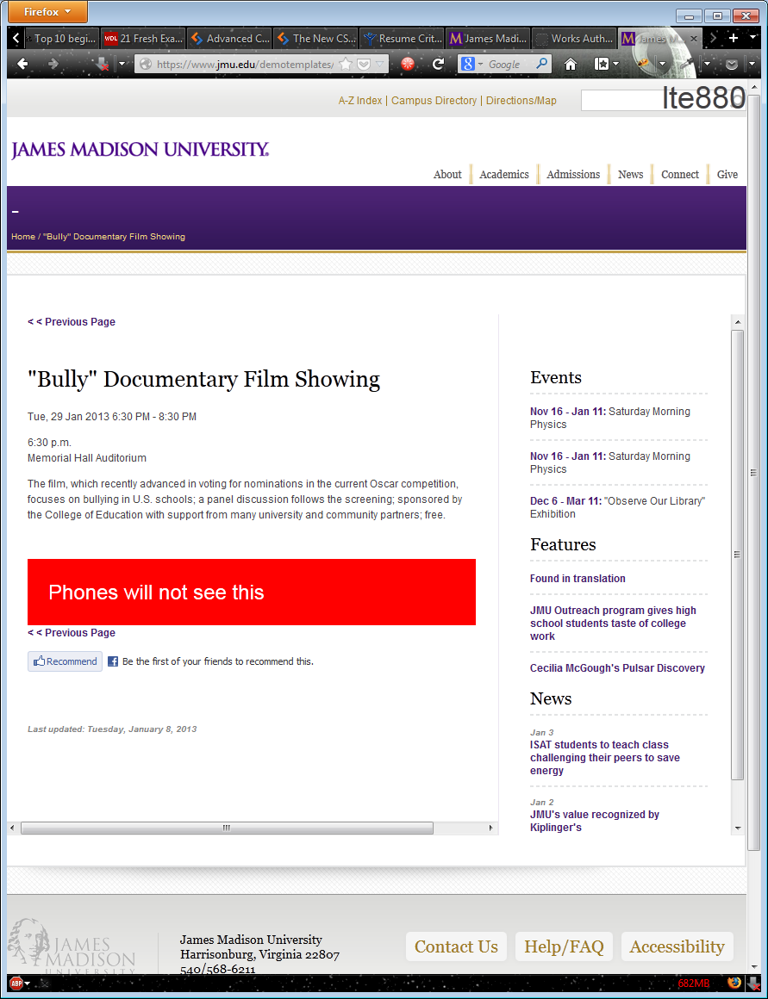 Firefox
Top 10 begi...
WDL 21 Fresh Exa...
Advanced C...
The New CS...
Resume Crit...
M James Madi...
Works Auth...
M James M...
https://www.jmu.edu/demotemplates/
8 Google
A-Z Index | Campus Directory | Directions/Map
lte880
JAMES MADISON UNIVERSITY.
About
Academics
Admissions
News
Connect
Give
-
Home / "Bully" Documentary Film Showing
< < Previous Page
"Bully" Documentary Film Showing
Tue, 29 Jan 2013 6:30 PM - 8:30 PM
6:30 p.m.
Memorial Hall Auditorium
The film, which recently advanced in voting for nominations in the current Oscar competition,
focuses on bullying in U.S. schools; a panel discussion follows the screening; sponsored by
the College of Education with support from many university and community partners; free.
Phones will not see this
< < Previous Page
Recommend
f Be the first of your friends to recommend this.
Last updated: Tuesday, January 8, 2013
Events
Nov 16 - Jan 11: Saturday Morning
Physics
Nov 16 - Jan 11: Saturday Morning
Physics
Dec 6 - Mar 11: "Observe Our Library"
Exhibition
Features
Found in translation
JMU Outreach program gives high
school students taste of college
work
Cecilia McGough's Pulsar Discovery
News
Jan 3
ISAT students to teach class
challenging their peers to save
energy
Jan 2
JMU's value recognized by
Kiplinger's
JAMES
MADISON
UNIVERSITY
James Madison University
Harrisonburg, Virginia 22807
540/568-6211
Contact Us
Help/FAQ
Accessibility
ABP
682MB